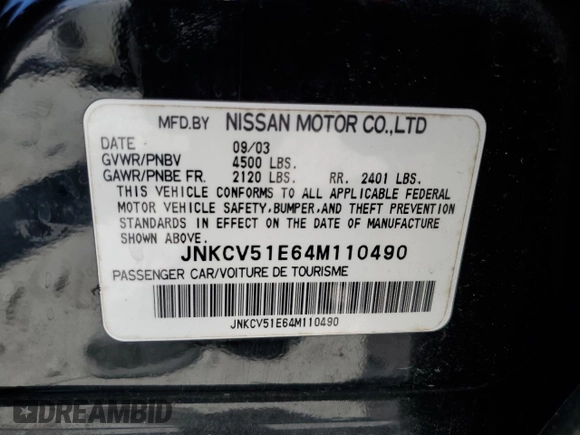 MFD.BY NISSAN MOTOR CO.,LTD
DATE 09/03
GVWR/PNBV 4500 LBS.
GAWR/PNBE FR. 2120 LBS. RR. 2401 LBS.
THIS VEHICLE CONFORMS TO ALL APPLICABLE FEDERAL
MOTOR VEHICLE SAFETY,BUMPER,AND THEFT PREVENTION
STANDARDS IN EFFECT ON THE DATE OF MANUFACTURE
SHOWN ABOVE. JNKCV51E64M110490
PASSENGER CAR/VOITURE DE TOURISME
JNKCV51E64M110490
DREAMBID